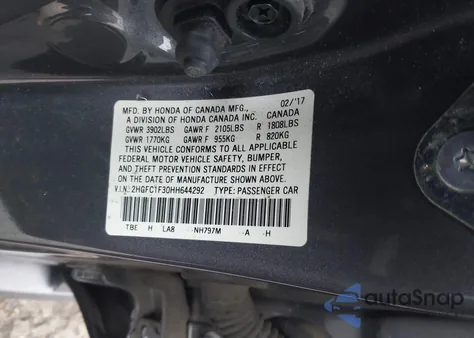 MFD. BY HONDA OF CANADA MFG., 02/'17
A DIVISION OF HONDA CANADA INC. CANADA
GVWR 3902LBS GAWR F 2105LBS R 1808LBS
GVWR 1770KG GAWR F 955KG R 820KG
THIS VEHICLE CONFORMS TO ALL APPLICABLE
FEDERAL MOTOR VEHICLE SAFETY, BUMPER,
AND THEFT PREVENTION STANDARDS IN EFFECT
ON THE DATE OF MANUFACTURE SHOWN ABOVE.
V.I.N.: 2HGFC1F30HH644292 TYPE: PASSENGER CAR
TBE H LA8 -NH797M -A -H
autoSnap